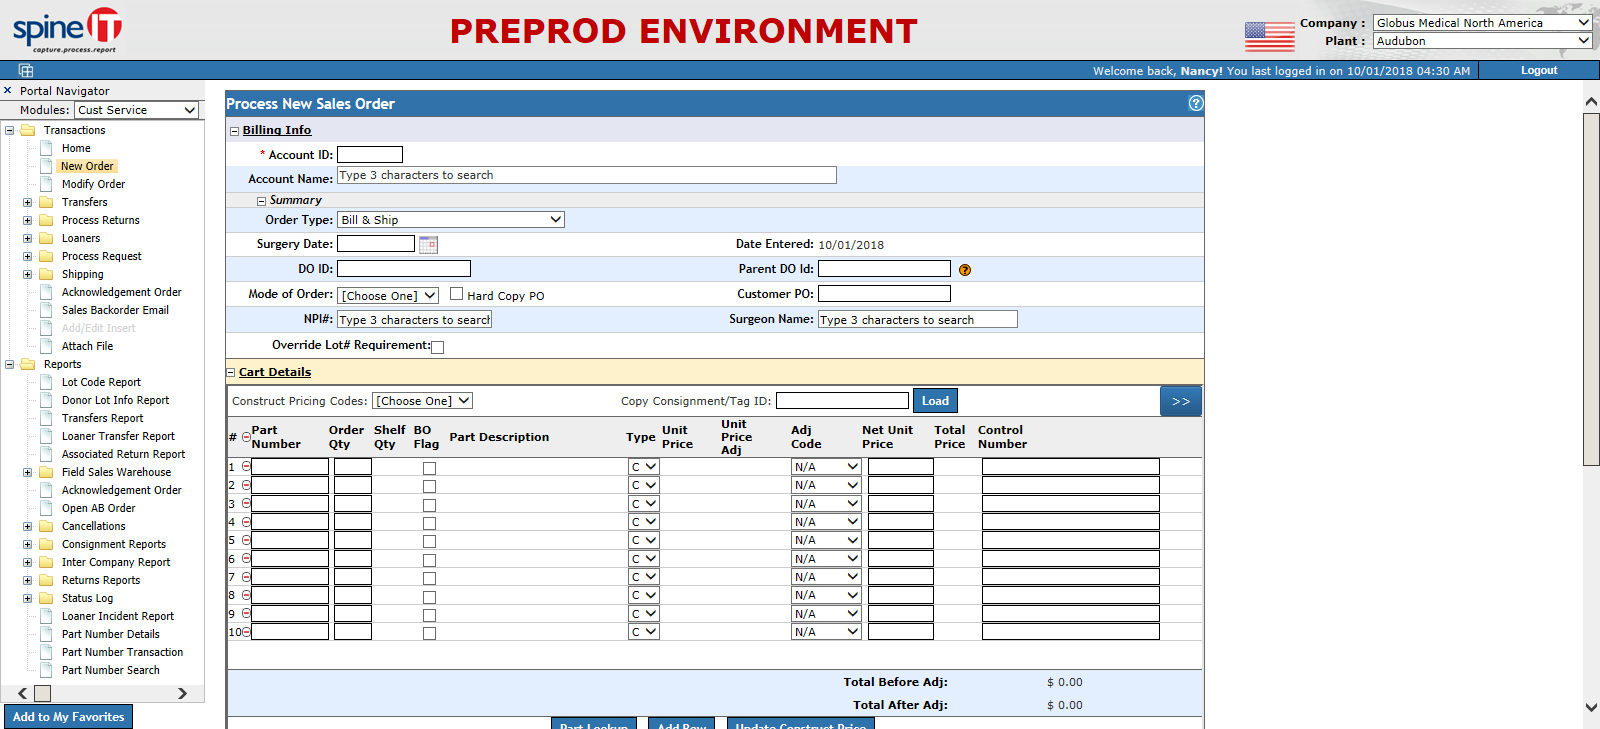 spine IT
capture.process.report
PREPROD ENVIRONMENT
Company : Globus Medical North America
Plant : Audubon
Welcome back, Nancy! You last logged in on 10/01/2018 04:30 AM Logout
× Portal Navigator
Modules: Cust Service
Transactions
Home
New Order
Modify Order
Transfers
Process Returns
Loaners
Process Request
Shipping
Acknowledgement Order
Sales Backorder Email
Add/Edit Insert
Attach File
Reports
Lot Code Report
Donor Lot Info Report
Transfers Report
Loaner Transfer Report
Associated Return Report
Field Sales Warehouse
Acknowledgement Order
Open AB Order
Cancellations
Consignment Reports
Inter Company Report
Returns Reports
Status Log
Loaner Incident Report
Part Number Details
Part Number Transaction
Part Number Search
Add to My Favorites
Process New Sales Order ?
Billing Info
* Account ID:
Account Name: Type 3 characters to search
Summary
Order Type: Bill & Ship
Surgery Date: Date Entered: 10/01/2018
DO ID: Parent DO Id: ?
Mode of Order: [Choose One] Hard Copy PO Customer PO:
NPI#: Type 3 characters to search Surgeon Name: Type 3 characters to search
Override Lot# Requirement:
Cart Details
Construct Pricing Codes: [Choose One] Copy Consignment/Tag ID: Load >>
# Part Number Order Qty Shelf Qty BO Flag Part Description Type Unit Price Unit Price Adj Adj Code Net Unit Price Total Price Control Number
1 C N/A
2 C N/A
3 C N/A
4 C N/A
5 C N/A
6 C N/A
7 C N/A
8 C N/A
9 C N/A
10 C N/A
Total Before Adj: $ 0.00
Total After Adj: $ 0.00
Part Lookup Add Row Update Construct Price